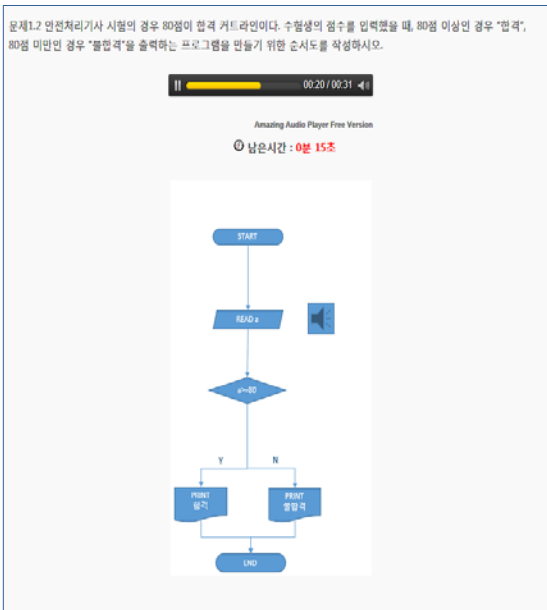 문제1.2 안전처리기사 시험의 경우 80점이 합격 커트라인이다. 수험생의 점수를 입력했을 때, 80점 이상인 경우 "합격",
80점 미만인 경우 "불합격"을 출력하는 프로그램을 만들기 위한 순서도를 작성하시오.
00:20 / 00:31
Amazing Audio Player Free Version
남은시간 : 0분 15초
START
READ a
a>=80
Y N
PRINT
합격
PRINT
불합격
END